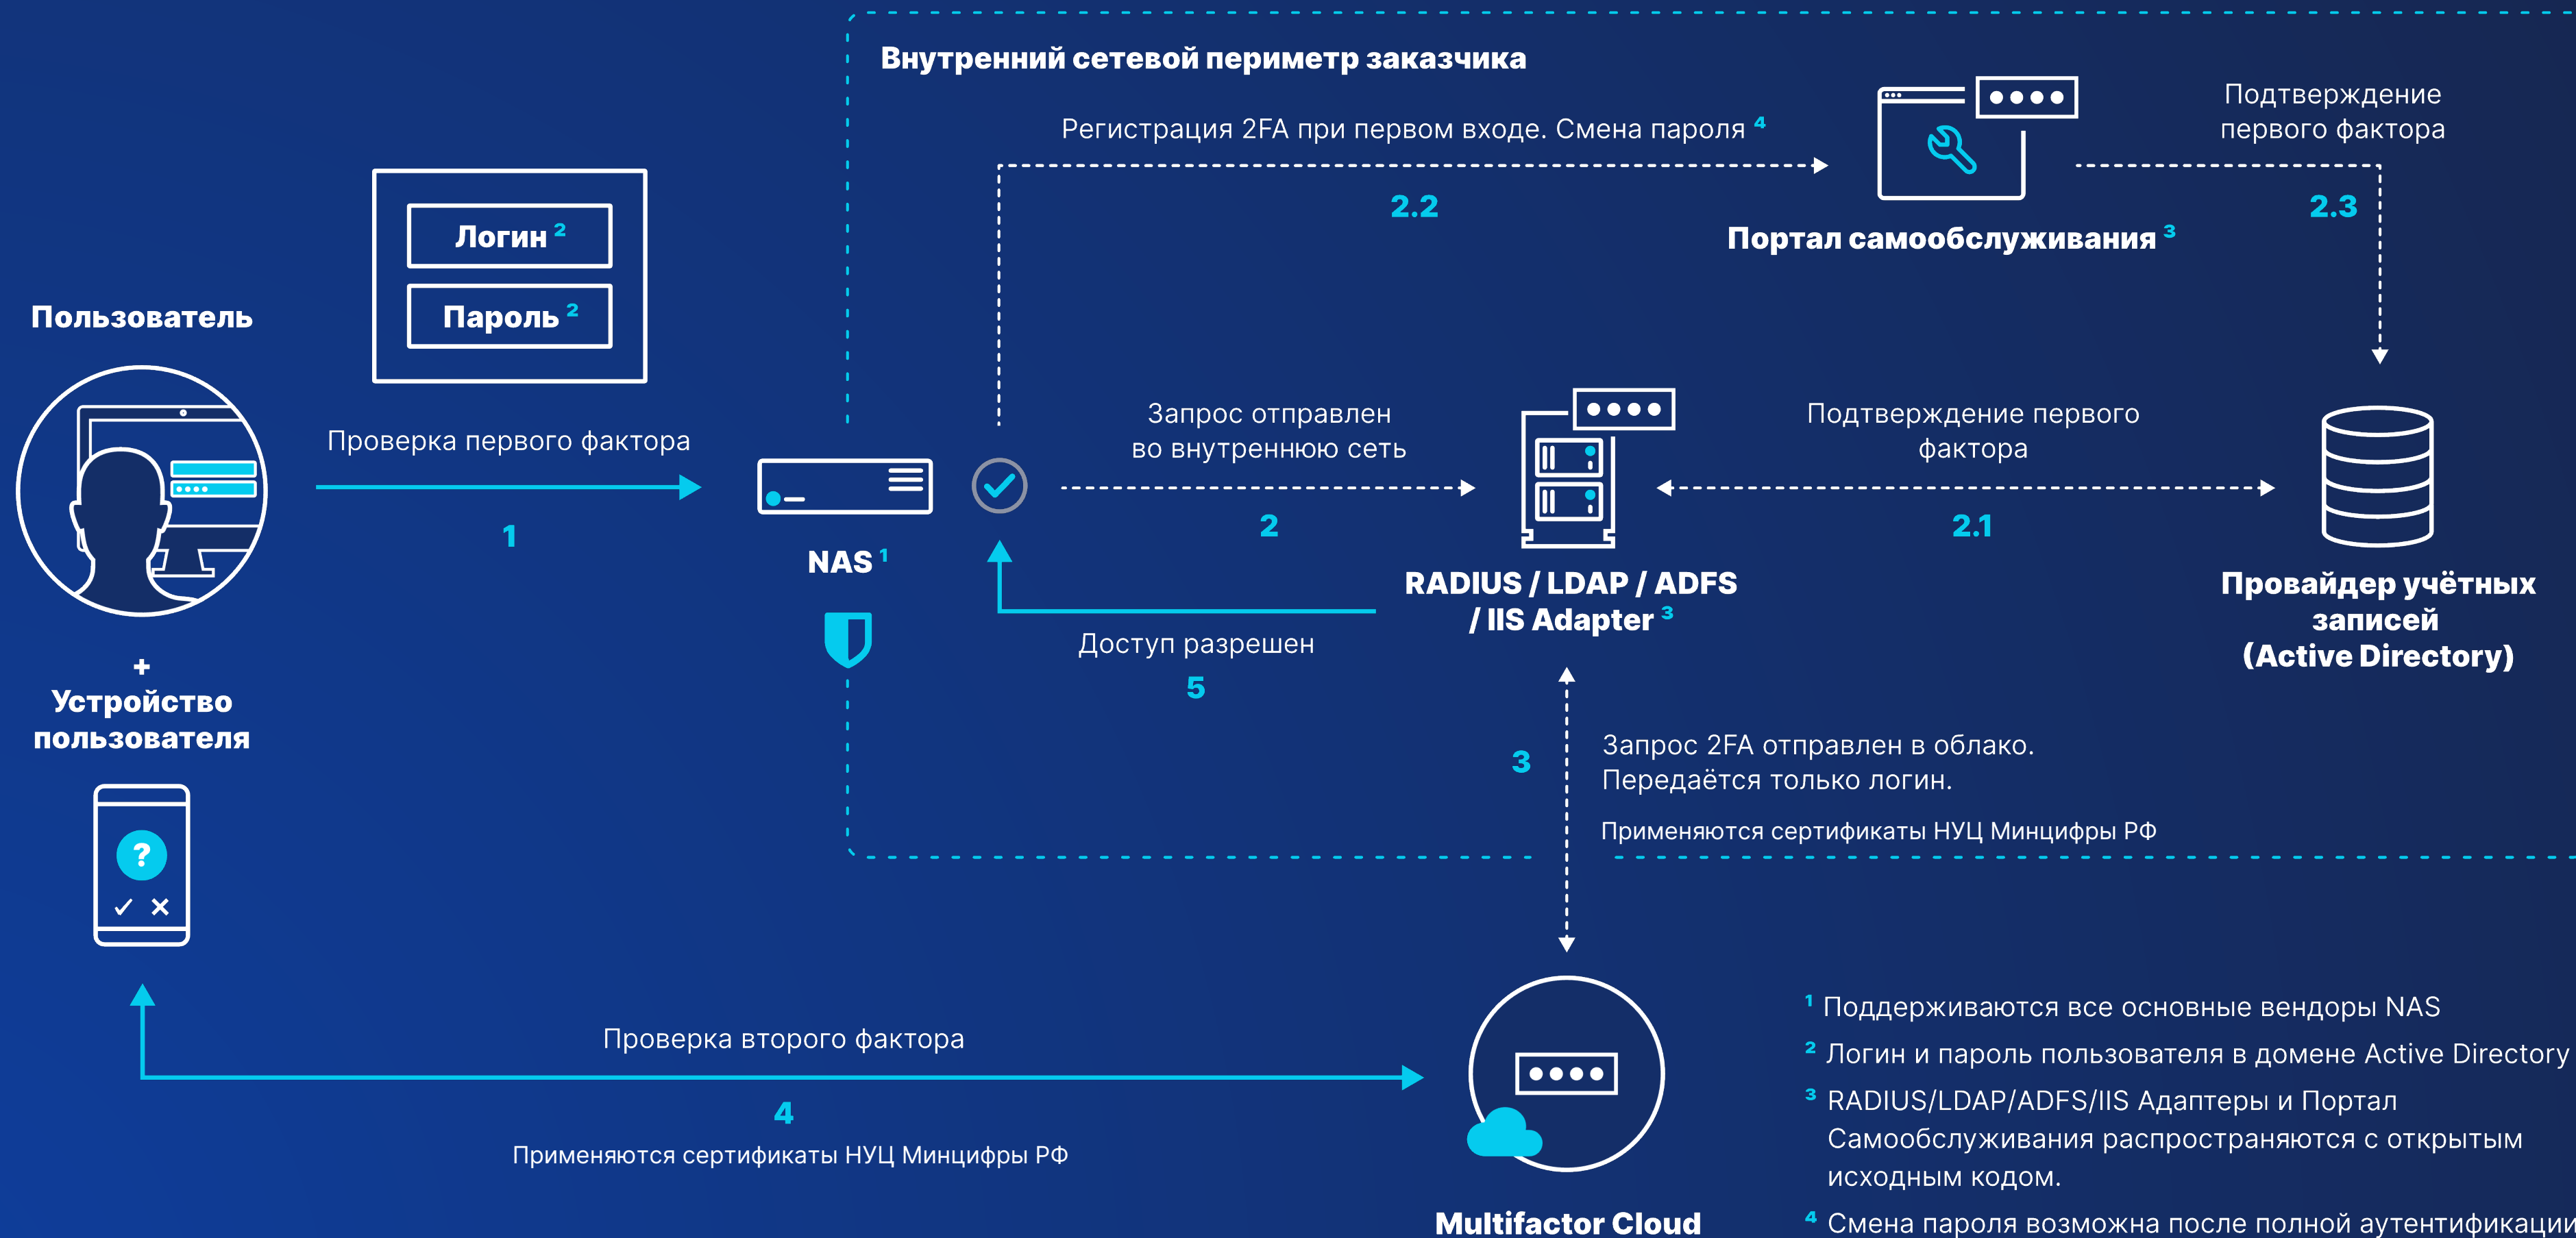 Внутренний сетевой периметр заказчика
Регистрация 2FA при первом входе. Смена пароля ⁴
2.2
Портал самообслуживания ³
Подтверждение
первого фактора
2.3
Логин ²
Пароль ²
Пользователь
Проверка первого фактора
1
NAS ¹
Запрос отправлен
во внутреннюю сеть
2
RADIUS / LDAP / ADFS
/ IIS Adapter ³
Подтверждение первого
фактора
2.1
Провайдер учётных
записей
(Active Directory)
Доступ разрешен
5
+
Устройство
пользователя
?
3
Запрос 2FA отправлен в облако.
Передаётся только логин.
Применяются сертификаты НУЦ Минцифры РФ
Проверка второго фактора
4
Применяются сертификаты НУЦ Минцифры РФ
Multifactor Cloud
¹ Поддерживаются все основные вендоры NAS
² Логин и пароль пользователя в домене Active Directory
³ RADIUS/LDAP/ADFS/IIS Адаптеры и Портал
Самообслуживания распространяются с открытым
исходным кодом.
⁴ Смена пароля возможна после полной аутентификации